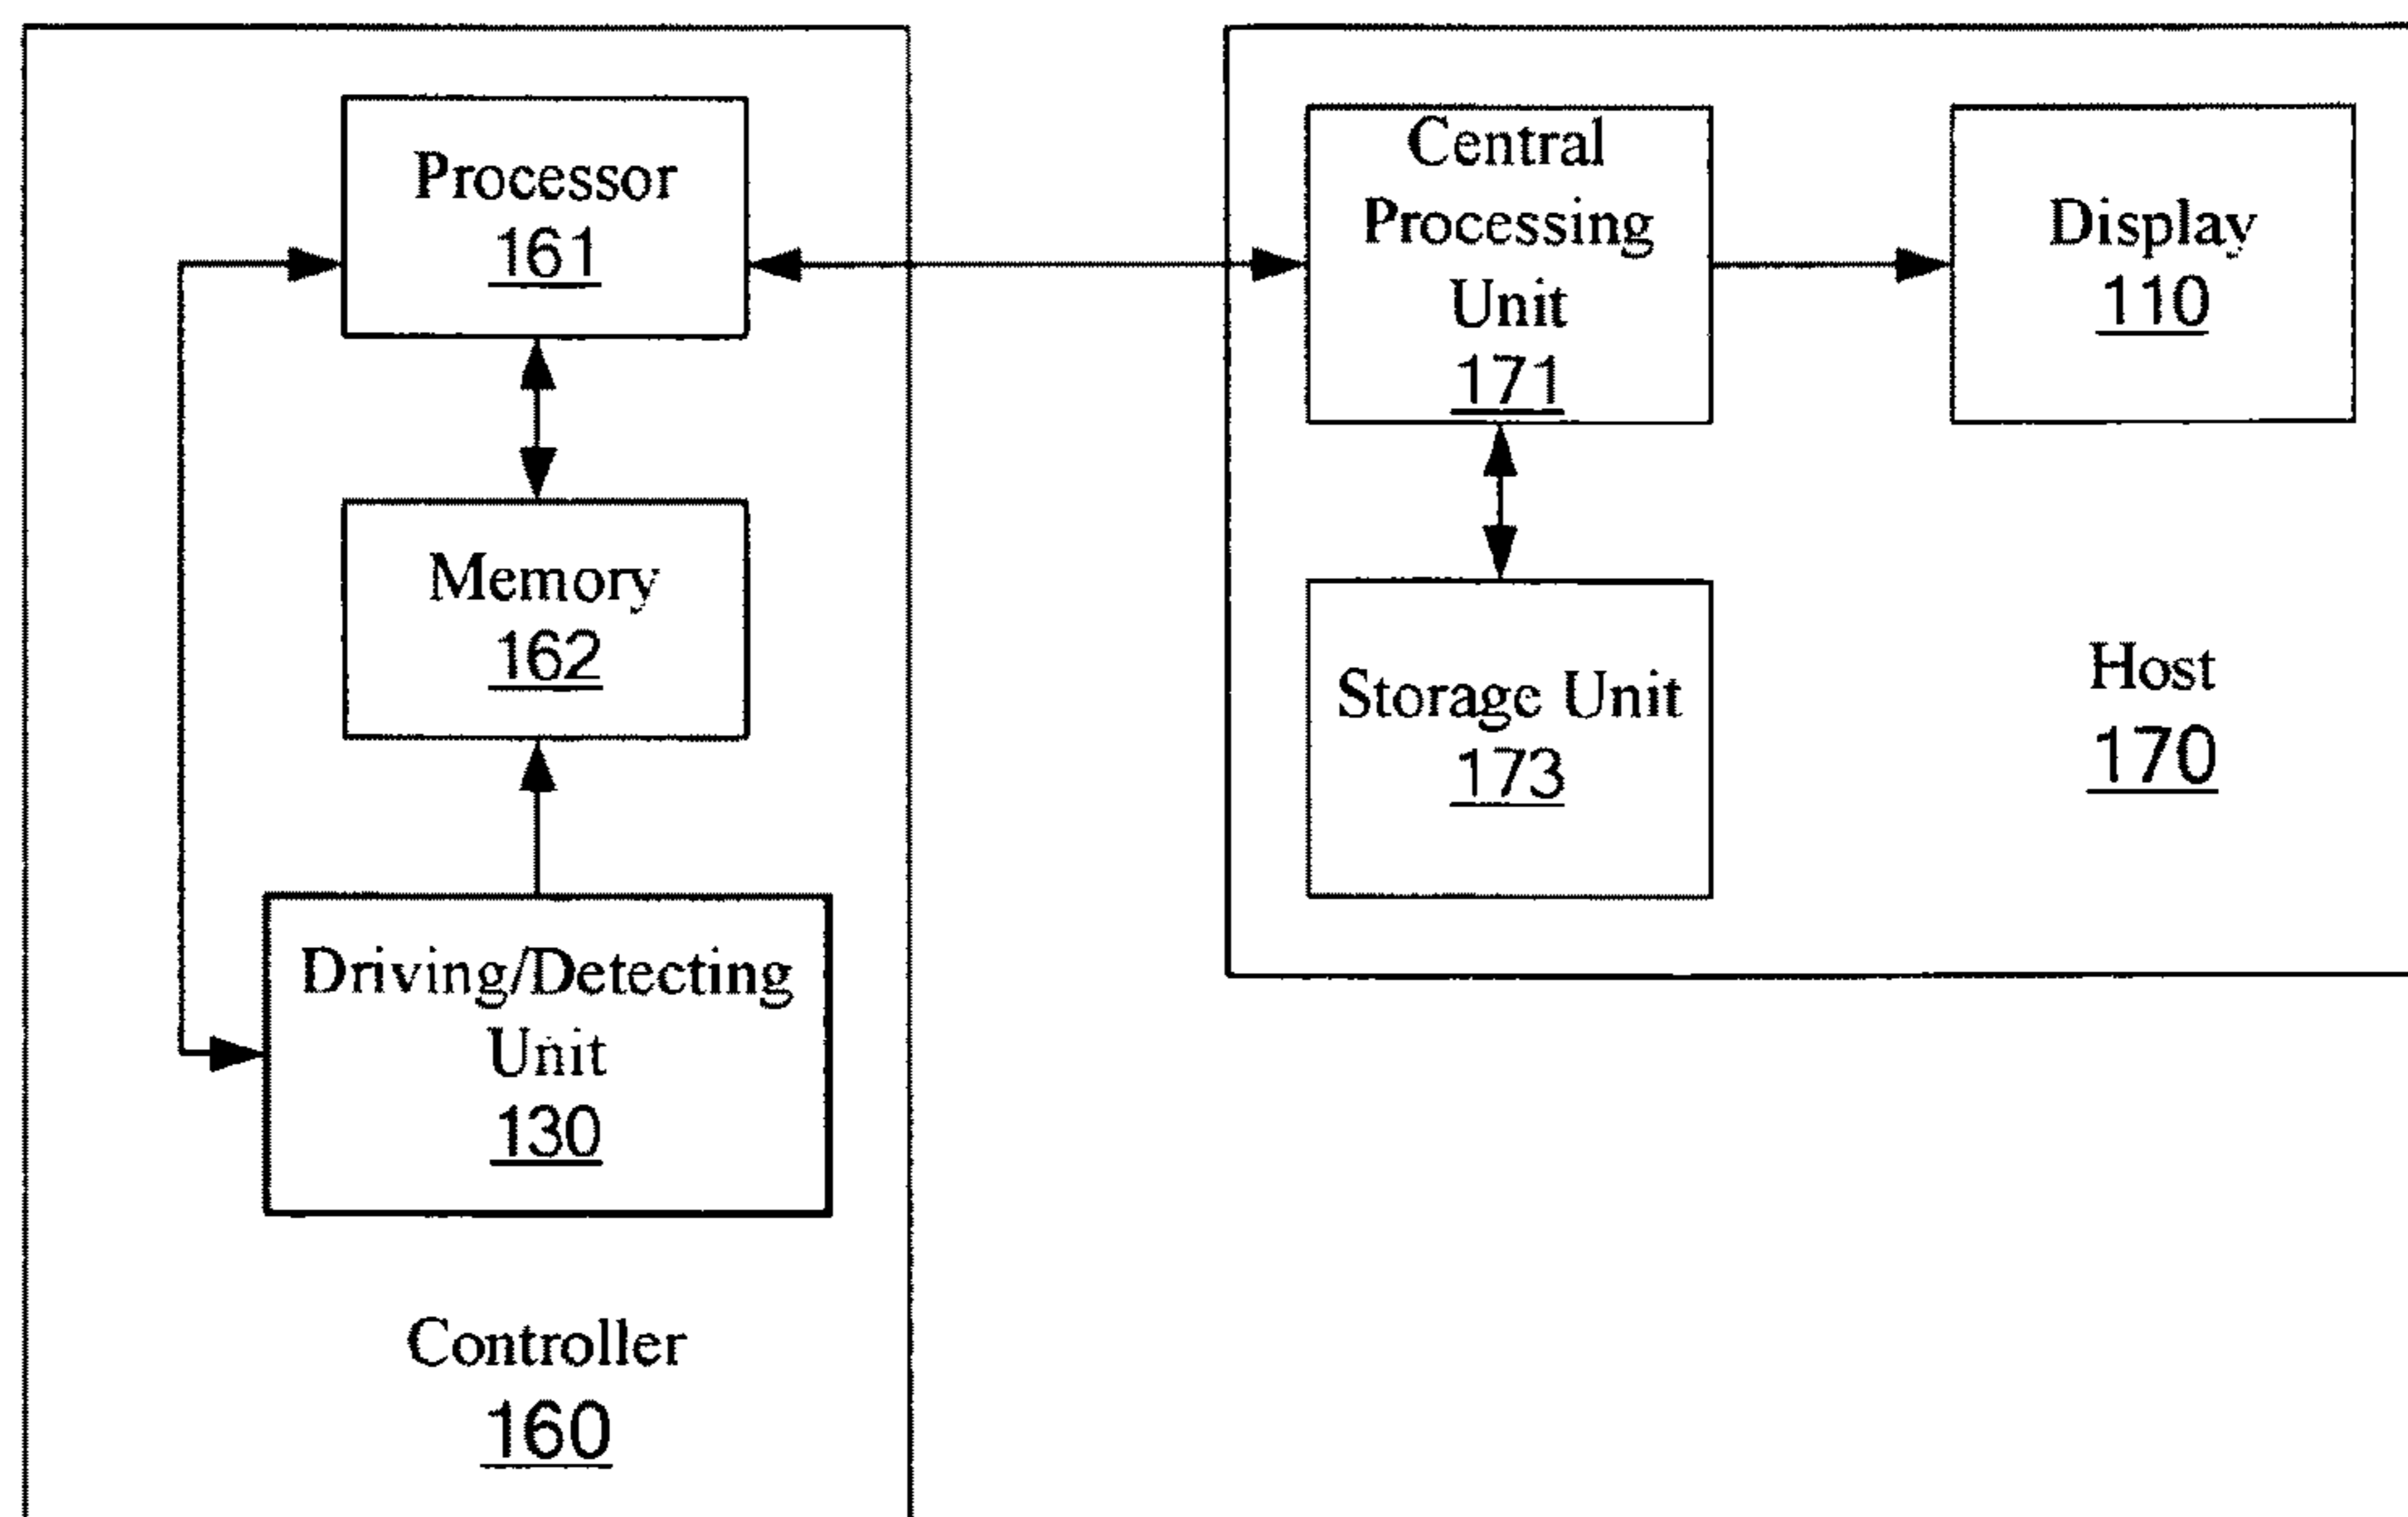 Processor
161
Memory
162
Driving/Detecting
Unit
130
Controller
160
Central
Processing
Unit
171
Display
110
Storage Unit
173
Host
170